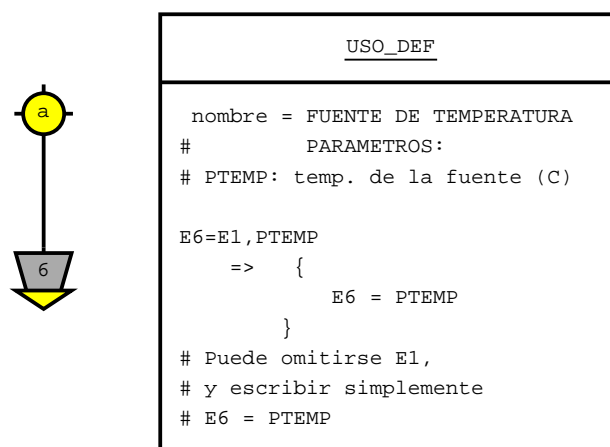 a
6
USO_DEF
nombre = FUENTE DE TEMPERATURA
# PARAMETROS:
# PTEMP: temp. de la fuente (C)
E6=E1,PTEMP
=> {
E6 = PTEMP
}
# Puede omitirse E1,
# y escribir simplemente
# E6 = PTEMP